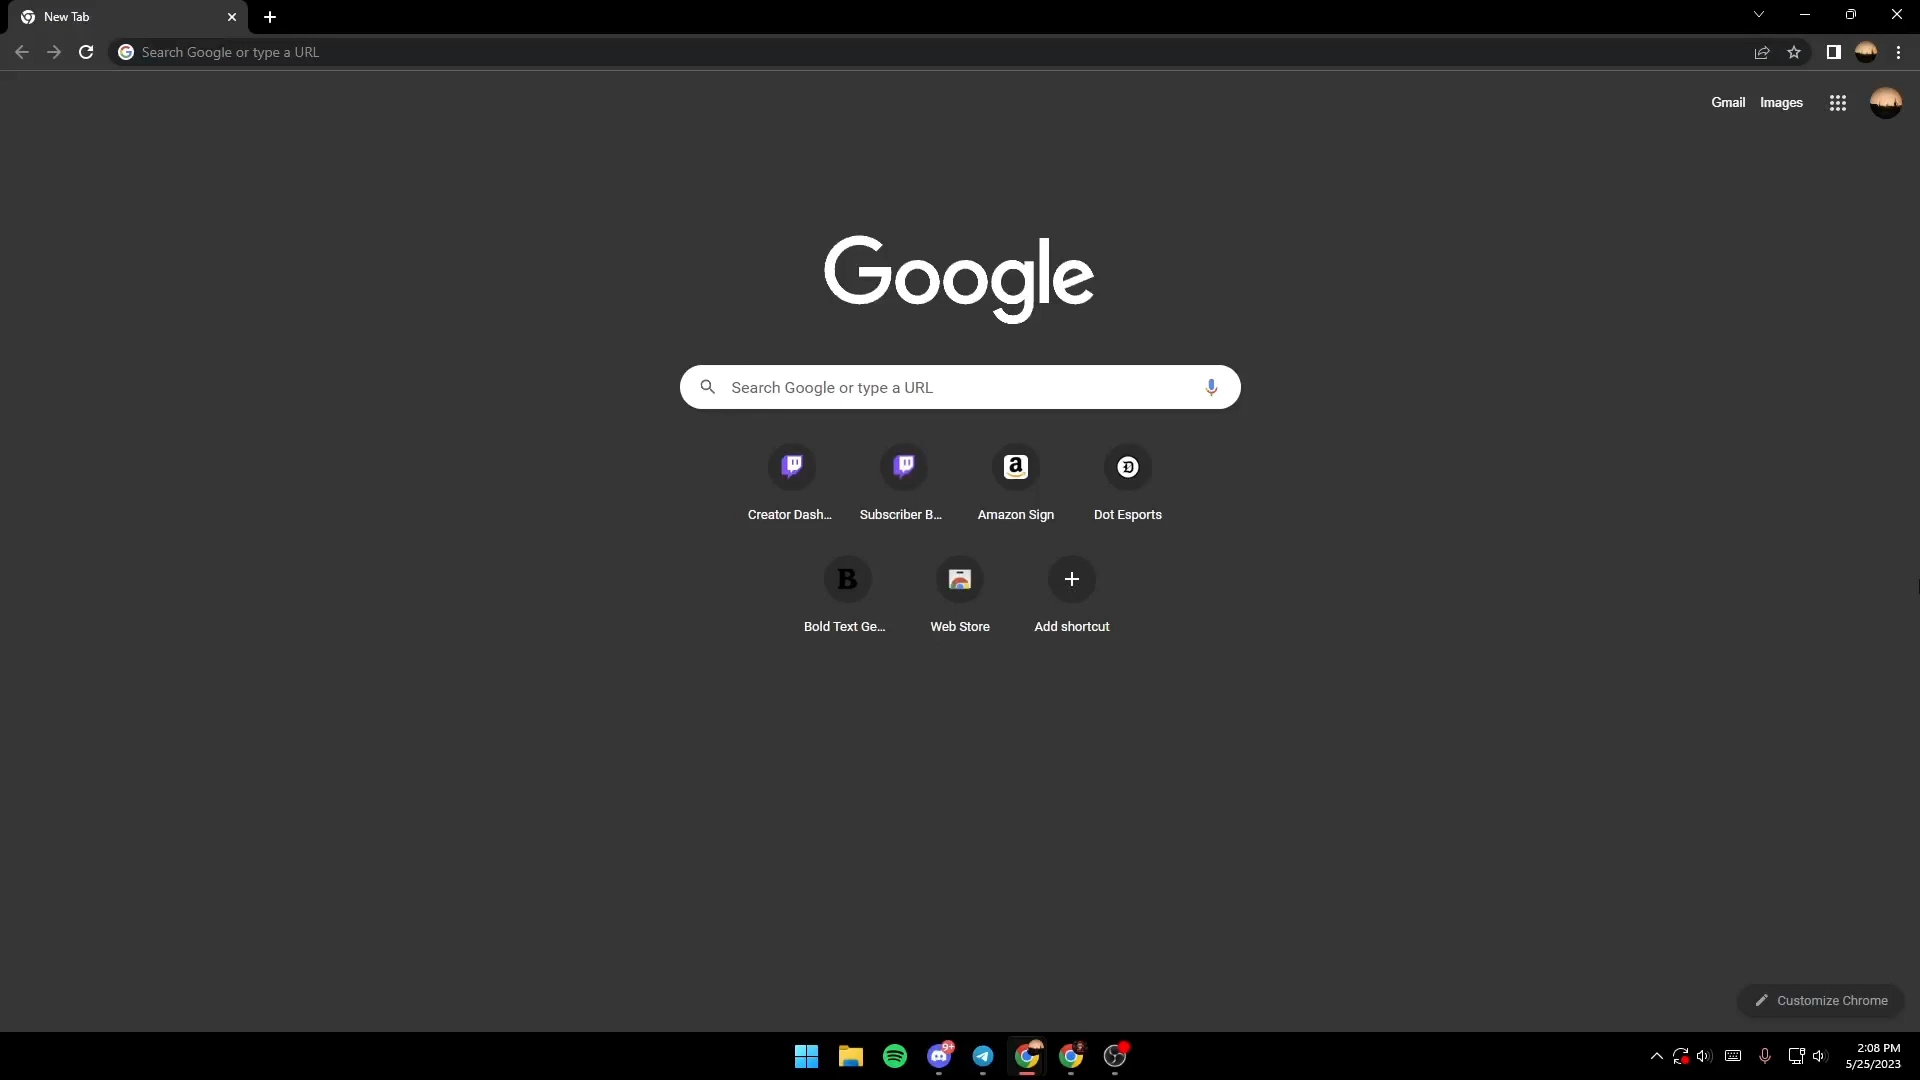 New Tab
Search Google or type a URL
Gmail Images
Google
Search Google or type a URL
Creator Dash...
Subscriber B...
Amazon Sign
Dot Esports
Bold Text Ge...
Web Store
Add shortcut
Customize Chrome
9+
2:08 PM
5/25/2023